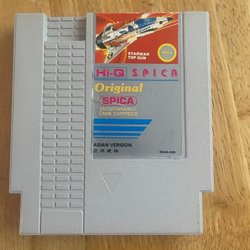 STARWAR
TOP GUN
Hi-Q SPICA
Original
(SPICA)
ENTERTAINMENT
GAME CARTRIDGE
ASIAN VERSION